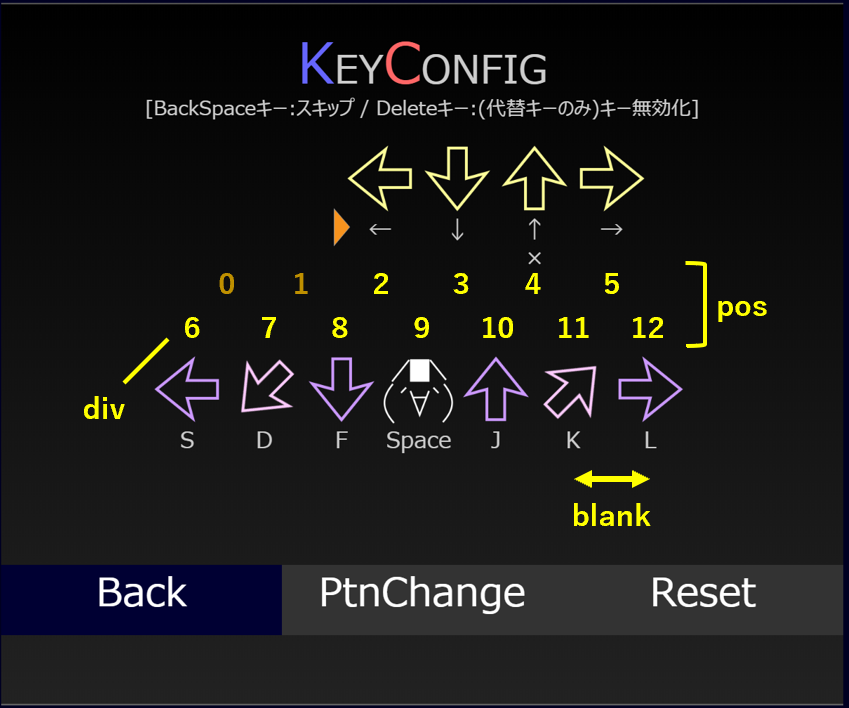 KEYCONFIG
[BackSpaceキー:スキップ / Deleteキー:(代替キーのみ)キー無効化]
← ↓ ↑ →
×
0 1 2 3 4 5
pos
6 7 8 9 10 11 12
div
S D F Space J K L
blank
Back PtnChange Reset